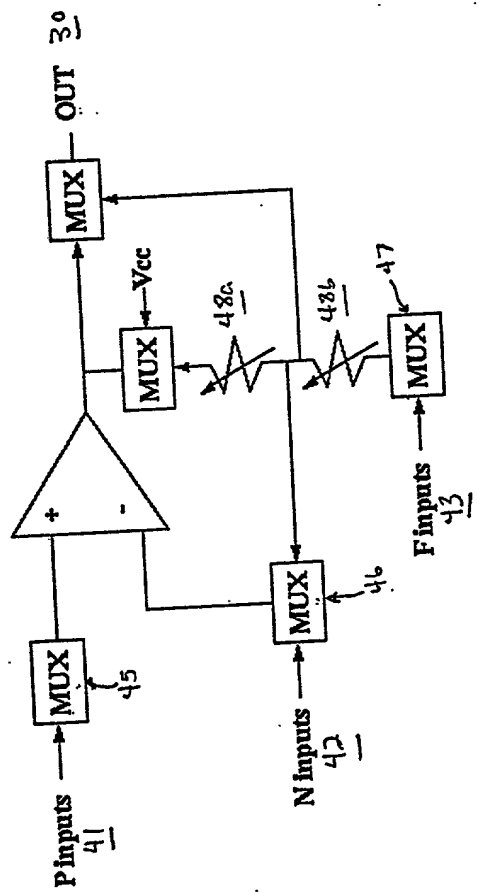 P inputs
41
MUX
45
+
-
MUX
OUT 30
Vcc
MUX
48a
48b
N inputs
42
MUX
46
F inputs
43
MUX
47